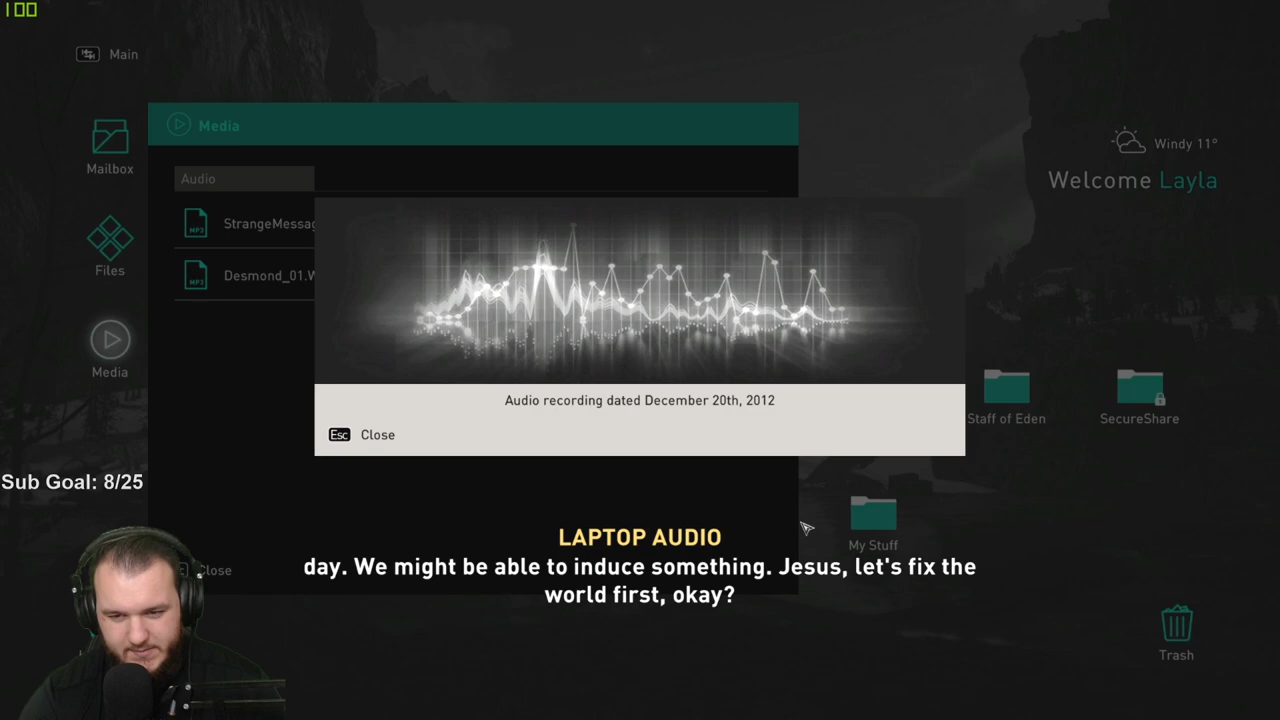 100
Main
Media
Windy 11°
Welcome Layla
Mailbox
Audio
MP3
StrangeMessag
Files
MP3
Desmond_01.W
Media
Audio recording dated December 20th, 2012
Esc Close
Staff of Eden
SecureShare
Sub Goal: 8/25
My Stuff
LAPTOP AUDIO
day. We might be able to induce something. Jesus, let's fix the
world first, okay?
Close
Trash